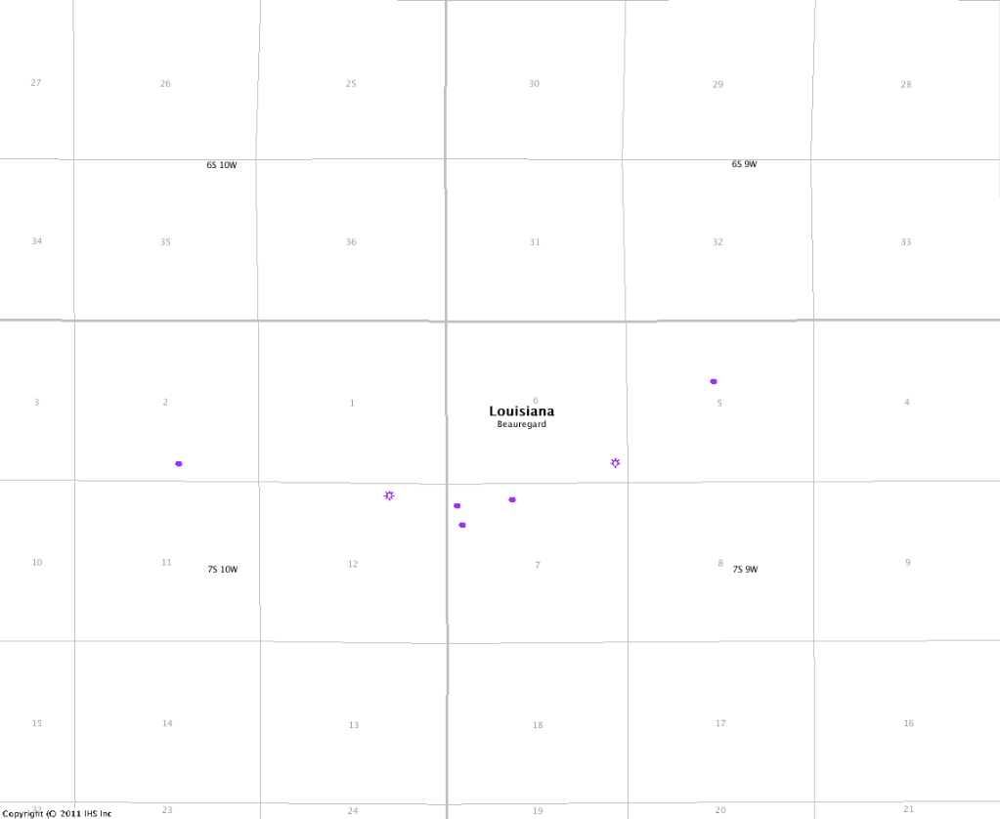 27 26 25 30 29 28
6S 10W 6S 9W
34 35 36 31 32 33
3 2 1 6 5 4
Louisiana
Beauregard
10 11 12 7 8 9
7S 10W 7S 9W
15 14 13 18 17 16
22 23 24 19 20 21
Copyright (C) 2011 IHS Inc